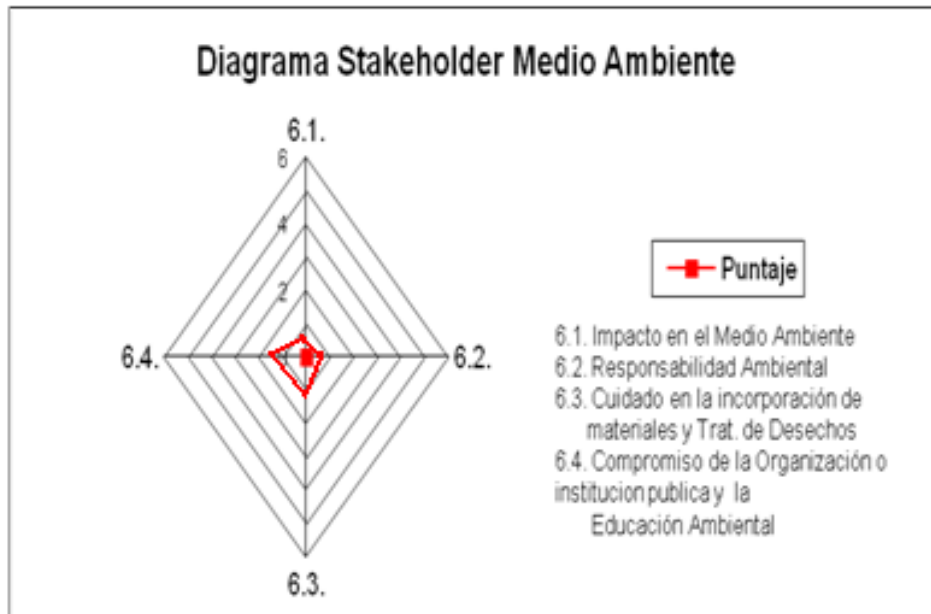 Diagrama Stakeholder Medio Ambiente
6.1.
6
4
2
6.4.
6.2.
6.3.
Puntaje
6.1. Impacto en el Medio Ambiente
6.2. Responsabilidad Ambiental
6.3. Cuidado en la incorporación de
materiales y Trat. de Desechos
6.4. Compromiso de la Organización o
institucion publica y la
Educación Ambiental